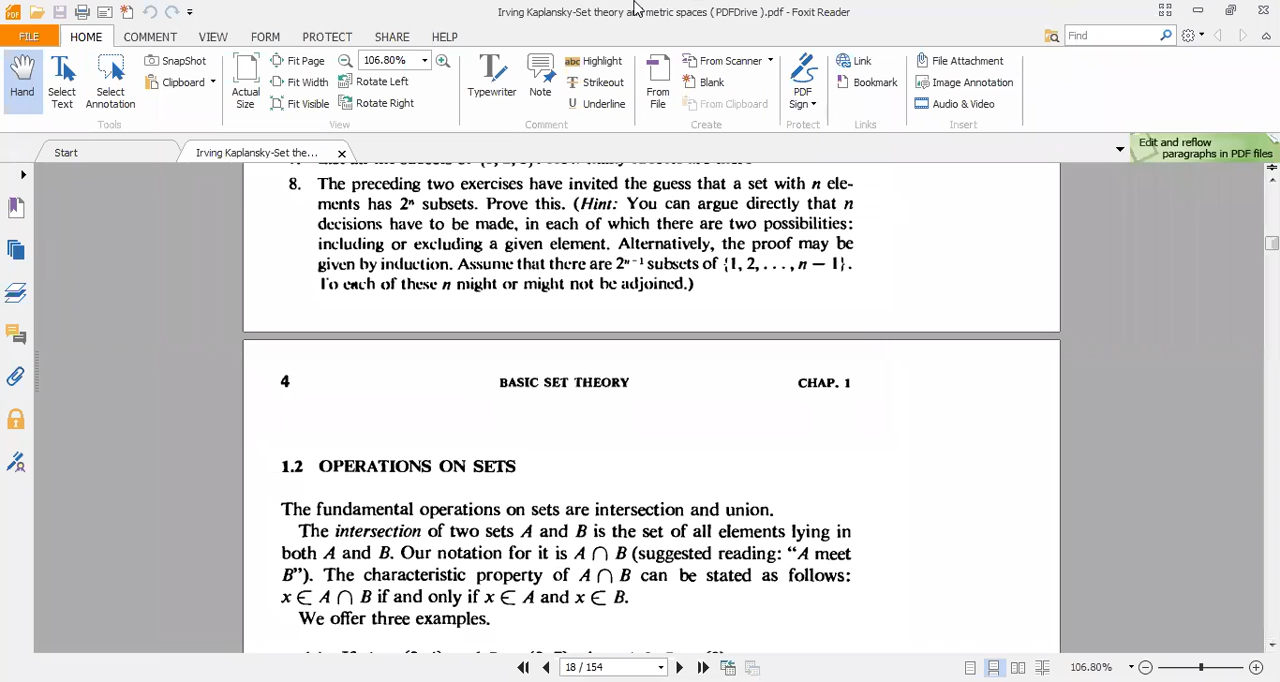 Irving Kaplansky-Set theory and metric spaces ( PDFDrive ).pdf - Foxit Reader
FILE HOME COMMENT VIEW FORM PROTECT SHARE HELP Find
Hand
Select Text
Select Annotation
SnapShot
Clipboard
Tools
Actual Size
Fit Page
Fit Width
Fit Visible
106.80%
Rotate Left
Rotate Right
View
Typewriter
Note
Highlight
Strikeout
Underline
Comment
From File
From Scanner
Blank
From Clipboard
Create
PDF Sign
Protect
Link
Bookmark
Links
File Attachment
Image Annotation
Audio & Video
Insert
Start Irving Kaplansky-Set the...
Edit and reflow
paragraphs in PDF files
8. The preceding two exercises have invited the guess that a set with n ele-
ments has 2ⁿ subsets. Prove this. (Hint: You can argue directly that n
decisions have to be made, in each of which there are two possibilities:
including or excluding a given element. Alternatively, the proof may be
given by induction. Assume that there are 2ⁿ⁻¹ subsets of {1, 2, . . . , n − 1}.
To each of these n might or might not be adjoined.)
4 BASIC SET THEORY CHAP. 1
1.2 OPERATIONS ON SETS
The fundamental operations on sets are intersection and union.
The intersection of two sets A and B is the set of all elements lying in
both A and B. Our notation for it is A ∩ B (suggested reading: “A meet
B”). The characteristic property of A ∩ B can be stated as follows:
x ∈ A ∩ B if and only if x ∈ A and x ∈ B.
We offer three examples.
18 / 154 106.80%